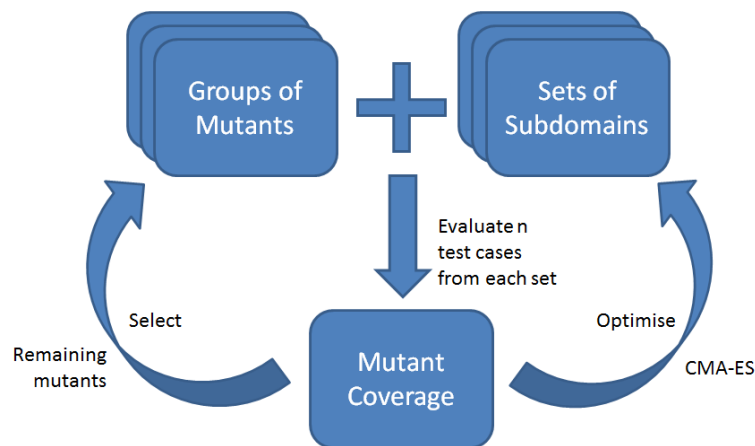 Groups of
Mutants
Sets of
Subdomains
Evaluate n
test cases
from each set
Select
Remaining
mutants
Mutant
Coverage
Optimise
CMA-ES